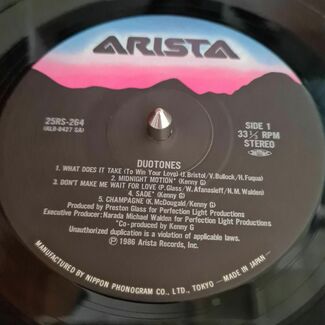 ARISTA
25RS-264
(AL8-8427 GA)
SIDE 1
33⅓ RPM
STEREO
DUOTONES
1. WHAT DOES IT TAKE (To Win Your Love) (J.Bristol/V.Bullock/H.Fuqua)
2. MIDNIGHT MOTION* (Kenny G)
3. DON'T MAKE ME WAIT FOR LOVE (P.Glass/W.Afanasieff/N.M.Walden)
4. SADE* (Kenny G)
5. CHAMPAGNE (K.McDougald/Kenny G)
Produced by Preston Glass for Perfection Light Productions
Executive Producer: Narada Michael Walden for Perfection Light Productions
*Co-produced by Kenny G
Unauthorized duplication is a violation of applicable laws.
℗ 1986 Arista Records, Inc.
MANUFACTURED BY NIPPON PHONOGRAM CO., LTD., TOKYO —MADE IN JAPAN—